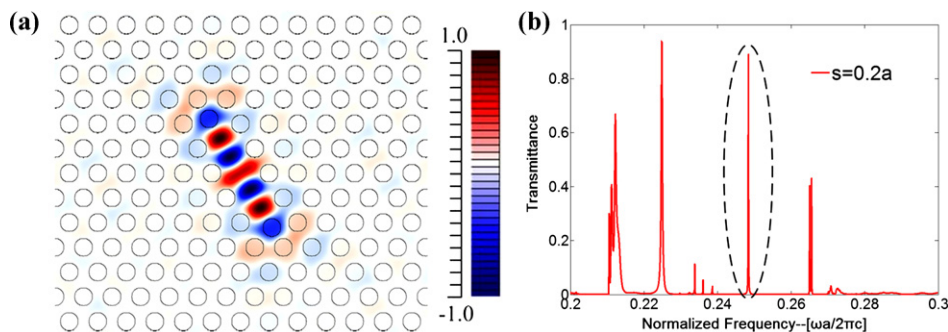 (a)
1.0
-1.0
(b)
Transmittance
1
0.8
0.6
0.4
0.2
0
s=0.2a
0.2 0.22 0.24 0.26 0.28 0.3
Normalized Frequency--[ωa/2πc]